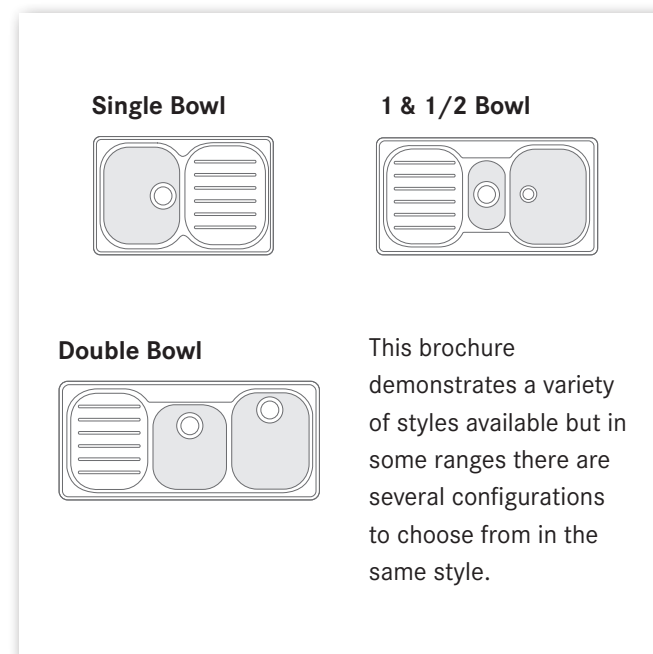 Single Bowl
1 & 1/2 Bowl
Double Bowl
This brochure
demonstrates a variety
of styles available but in
some ranges there are
several configurations
to choose from in the
same style.